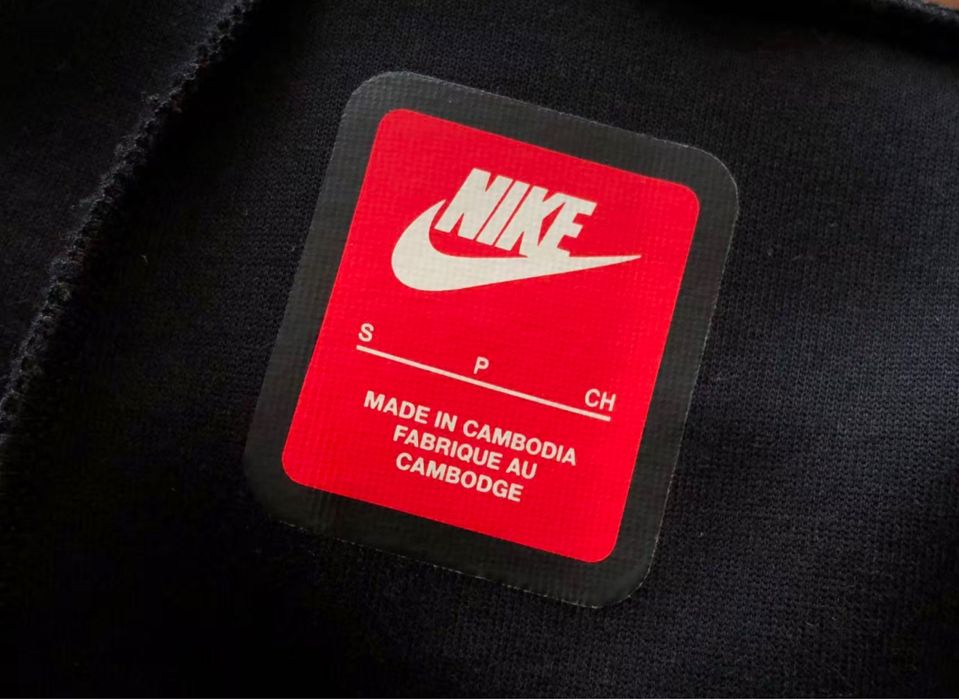 NIKE
S P CH
MADE IN CAMBODIA
FABRIQUE AU
CAMBODGE